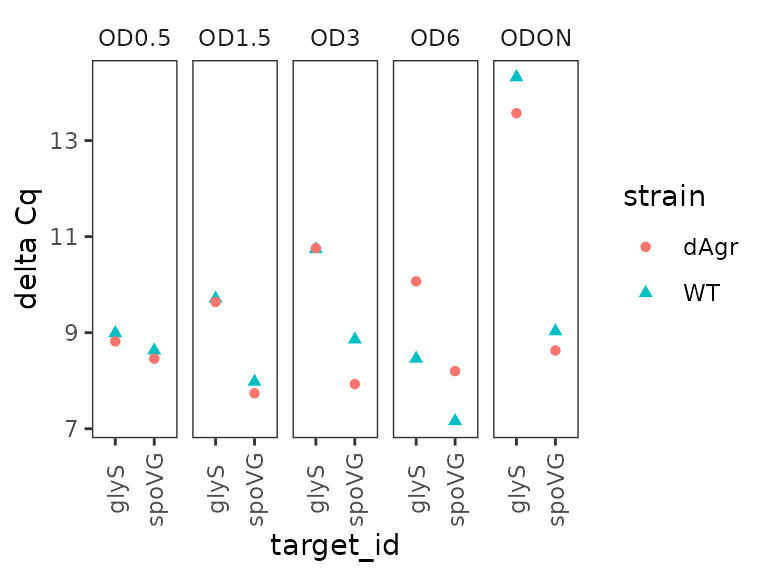 OD0.5 OD1.5 OD3 OD6 ODON
delta Cq
13
11
9
7
glyS spoVG glyS spoVG glyS spoVG glyS spoVG glyS spoVG
target_id
strain
dAgr
WT